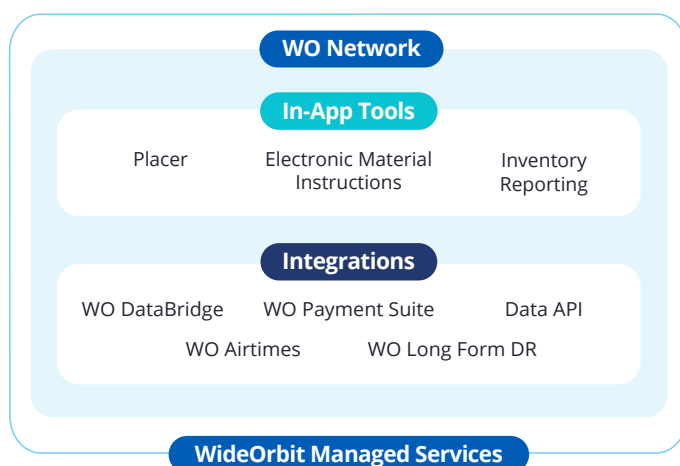 WO Network
In-App Tools
Placer
Electronic Material
Instructions
Inventory
Reporting
Integrations
WO DataBridge
WO Payment Suite
Data API
WO Airtimes
WO Long Form DR
WideOrbit Managed Services